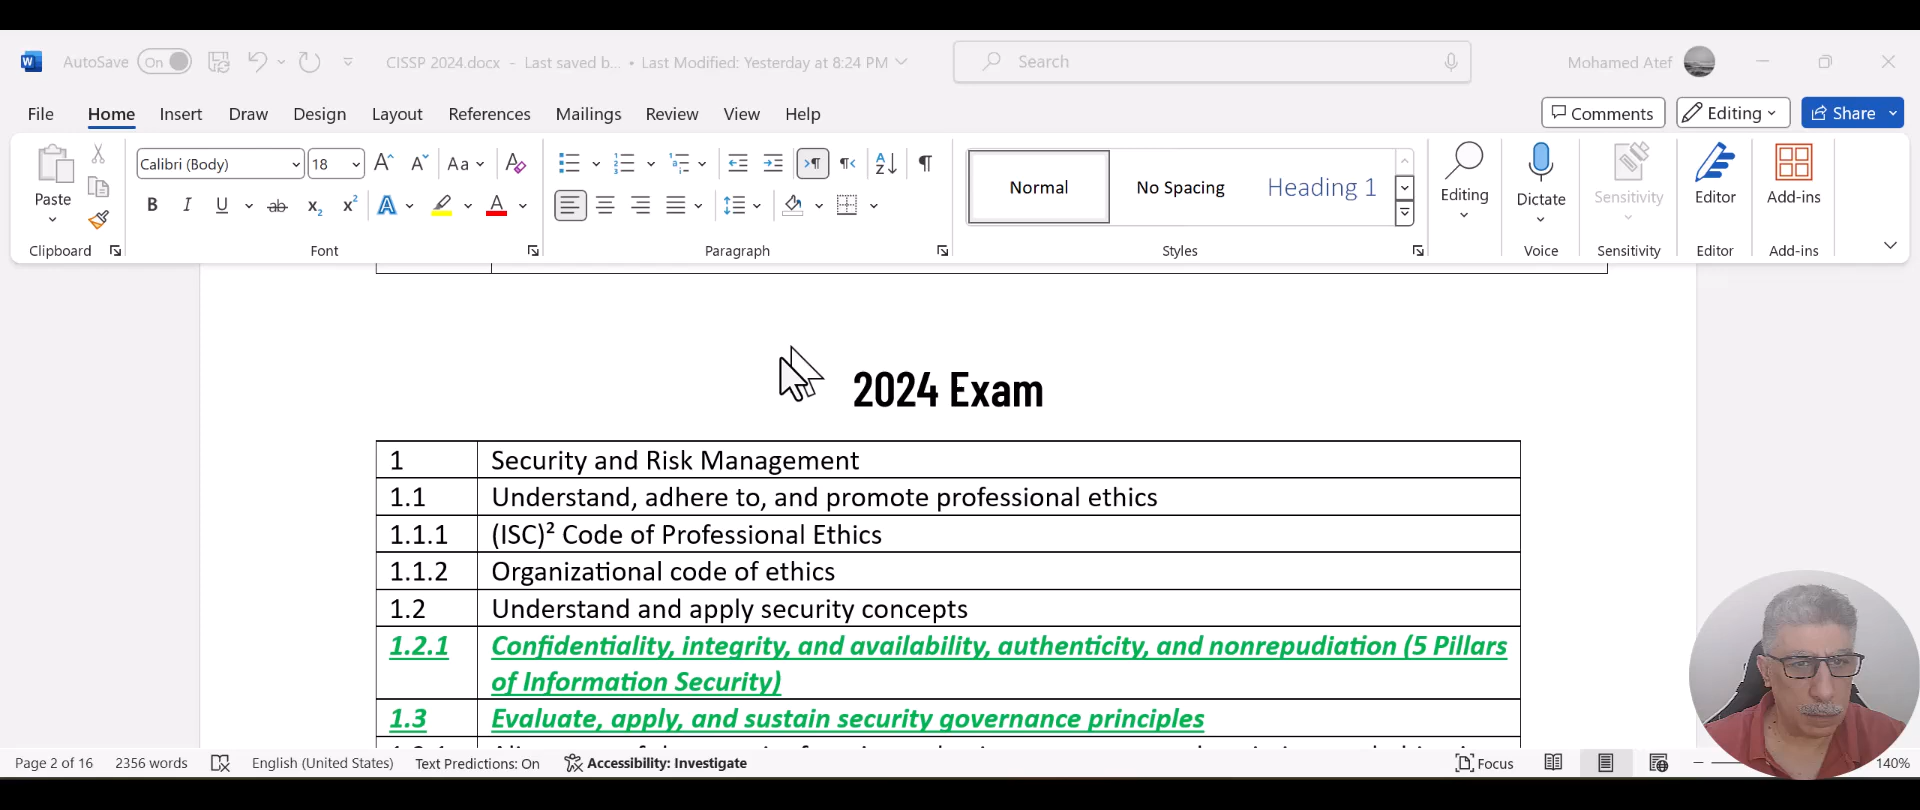 AutoSave On CISSP 2024.docx - Last saved b... • Last Modified: Yesterday at 8:24 PM Search Mohamed Atef
File Home Insert Draw Design Layout References Mailings Review View Help Comments Editing Share
Calibri (Body) 18 Aa
Paste B I U ab x₂ x² A A Normal No Spacing Heading 1 Editing Dictate Sensitivity Editor Add-ins
Clipboard Font Paragraph Styles Voice Sensitivity Editor Add-ins
2024 Exam
1 Security and Risk Management
1.1 Understand, adhere to, and promote professional ethics
1.1.1 (ISC)² Code of Professional Ethics
1.1.2 Organizational code of ethics
1.2 Understand and apply security concepts
1.2.1 Confidentiality, integrity, and availability, authenticity, and nonrepudiation (5 Pillars
of Information Security)
1.3 Evaluate, apply, and sustain security governance principles
Page 2 of 16 2356 words English (United States) Text Predictions: On Accessibility: Investigate Focus 140%